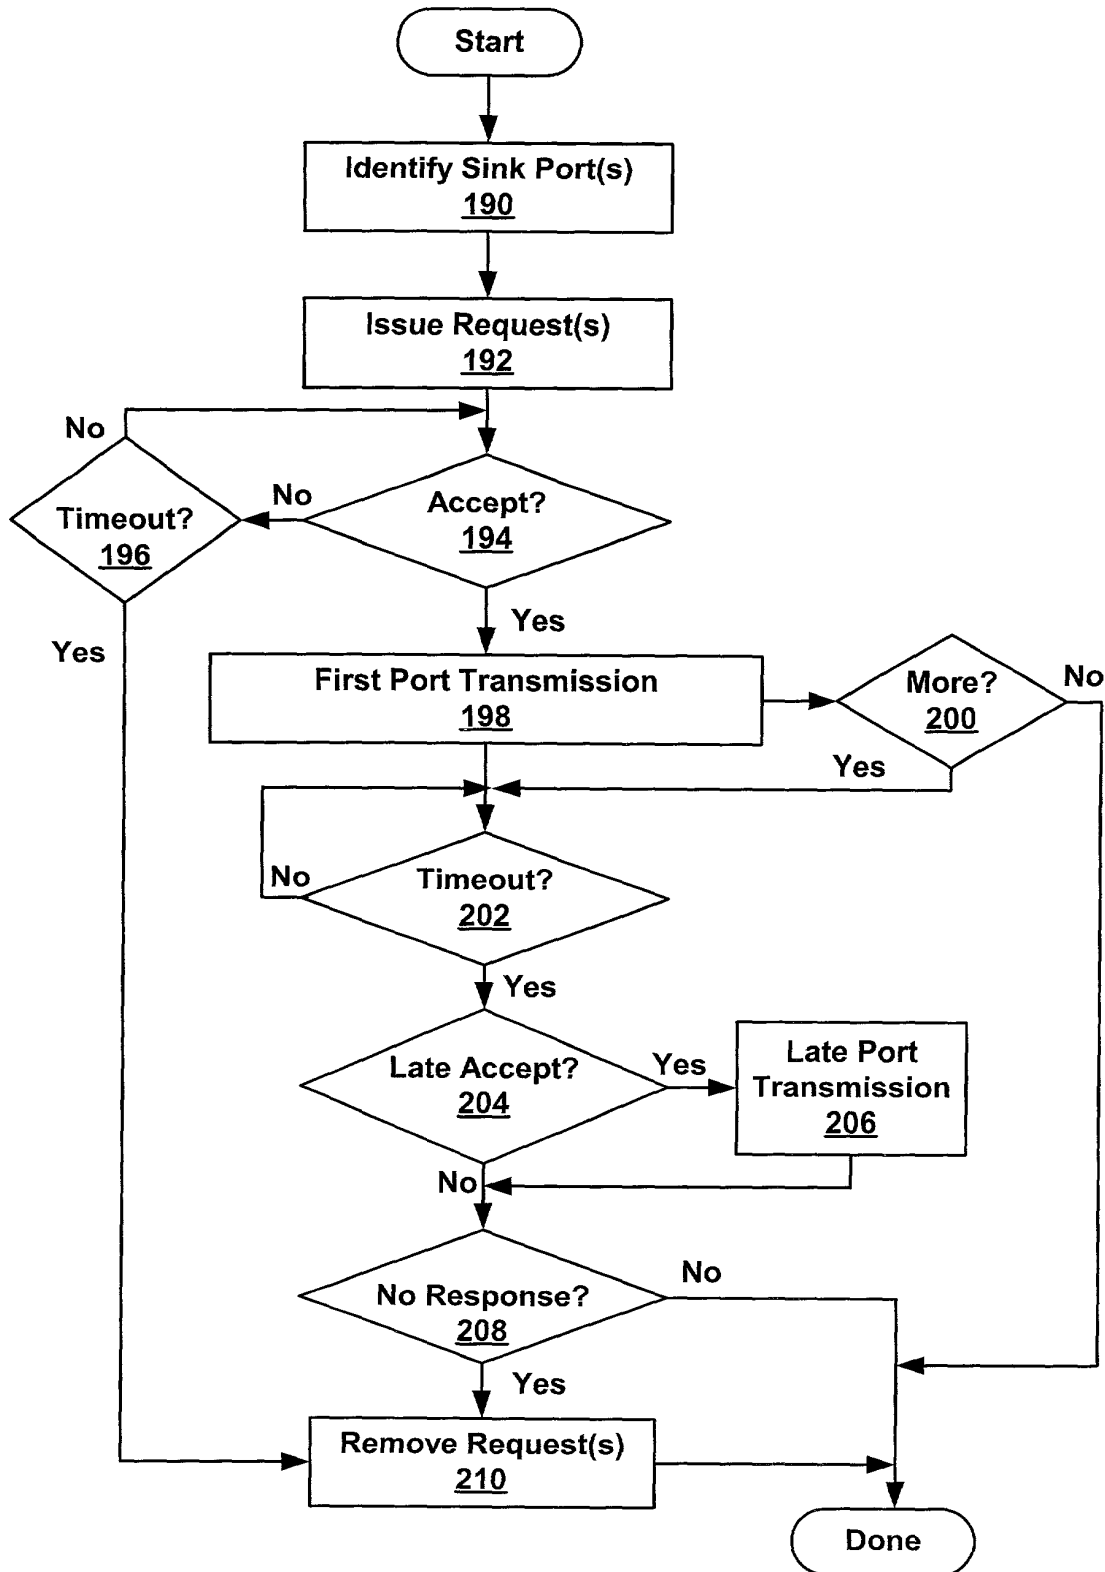 Start
Identify Sink Port(s)
190
Issue Request(s)
192
No
Timeout?
196
No
Accept?
194
Yes
Yes
First Port Transmission
198
More?
200
No
Yes
No
Timeout?
202
Yes
Late Accept?
204
Yes
Late Port
Transmission
206
No
No Response?
208
No
Yes
Remove Request(s)
210
Done